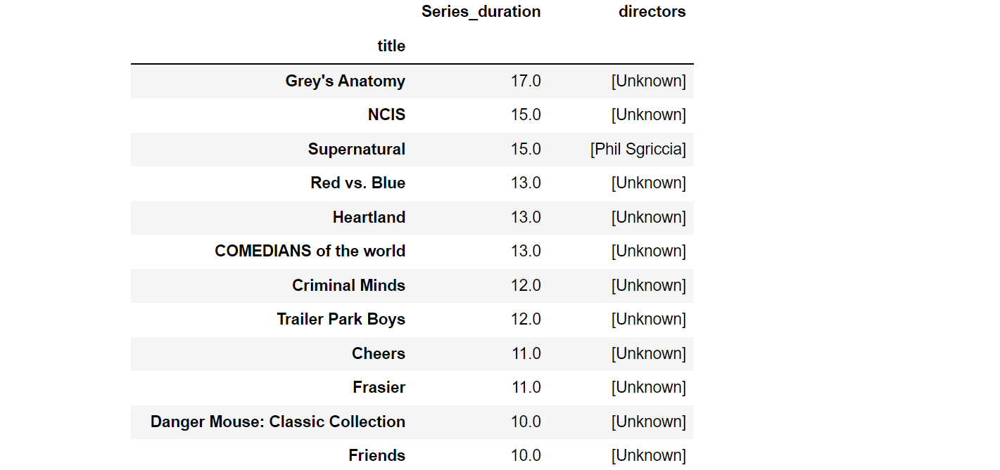 Series_duration directors
title
Grey's Anatomy 17.0 [Unknown]
NCIS 15.0 [Unknown]
Supernatural 15.0 [Phil Sgriccia]
Red vs. Blue 13.0 [Unknown]
Heartland 13.0 [Unknown]
COMEDIANS of the world 13.0 [Unknown]
Criminal Minds 12.0 [Unknown]
Trailer Park Boys 12.0 [Unknown]
Cheers 11.0 [Unknown]
Frasier 11.0 [Unknown]
Danger Mouse: Classic Collection 10.0 [Unknown]
Friends 10.0 [Unknown]